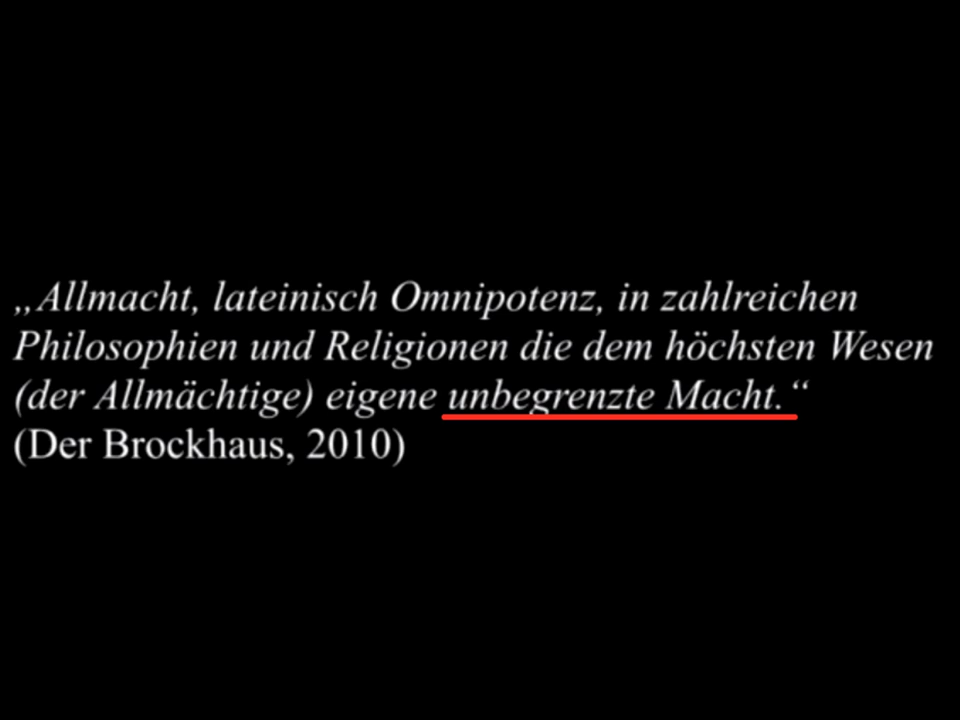 „Allmacht, lateinisch Omnipotenz, in zahlreichen
Philosophien und Religionen die dem höchsten Wesen
(der Allmächtige) eigene unbegrenzte Macht.“
(Der Brockhaus, 2010)